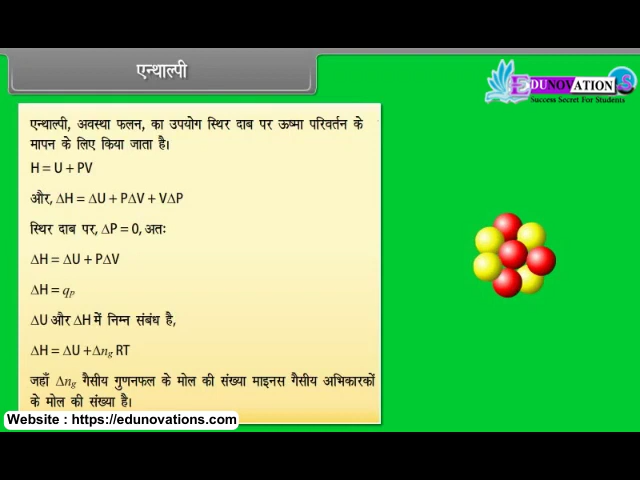 एन्थाल्पी
EDUNOVATIONS
Success Secret For Students
एन्थाल्पी, अवस्था फलन, का उपयोग स्थिर दाब पर ऊष्मा परिवर्तन के
मापन के लिए किया जाता है।
H = U + PV
और, ΔH = ΔU + PΔV + VΔP
स्थिर दाब पर, ΔP = 0, अतः
ΔH = ΔU + PΔV
ΔH = qₚ
ΔU और ΔH में निम्न संबंध है,
ΔH = ΔU + Δn_g RT
जहाँ Δn_g गैसीय गुणनफल के मोल की संख्या माइनस गैसीय अभिकारकों
के मोल की संख्या है।
Website : https://edunovations.com